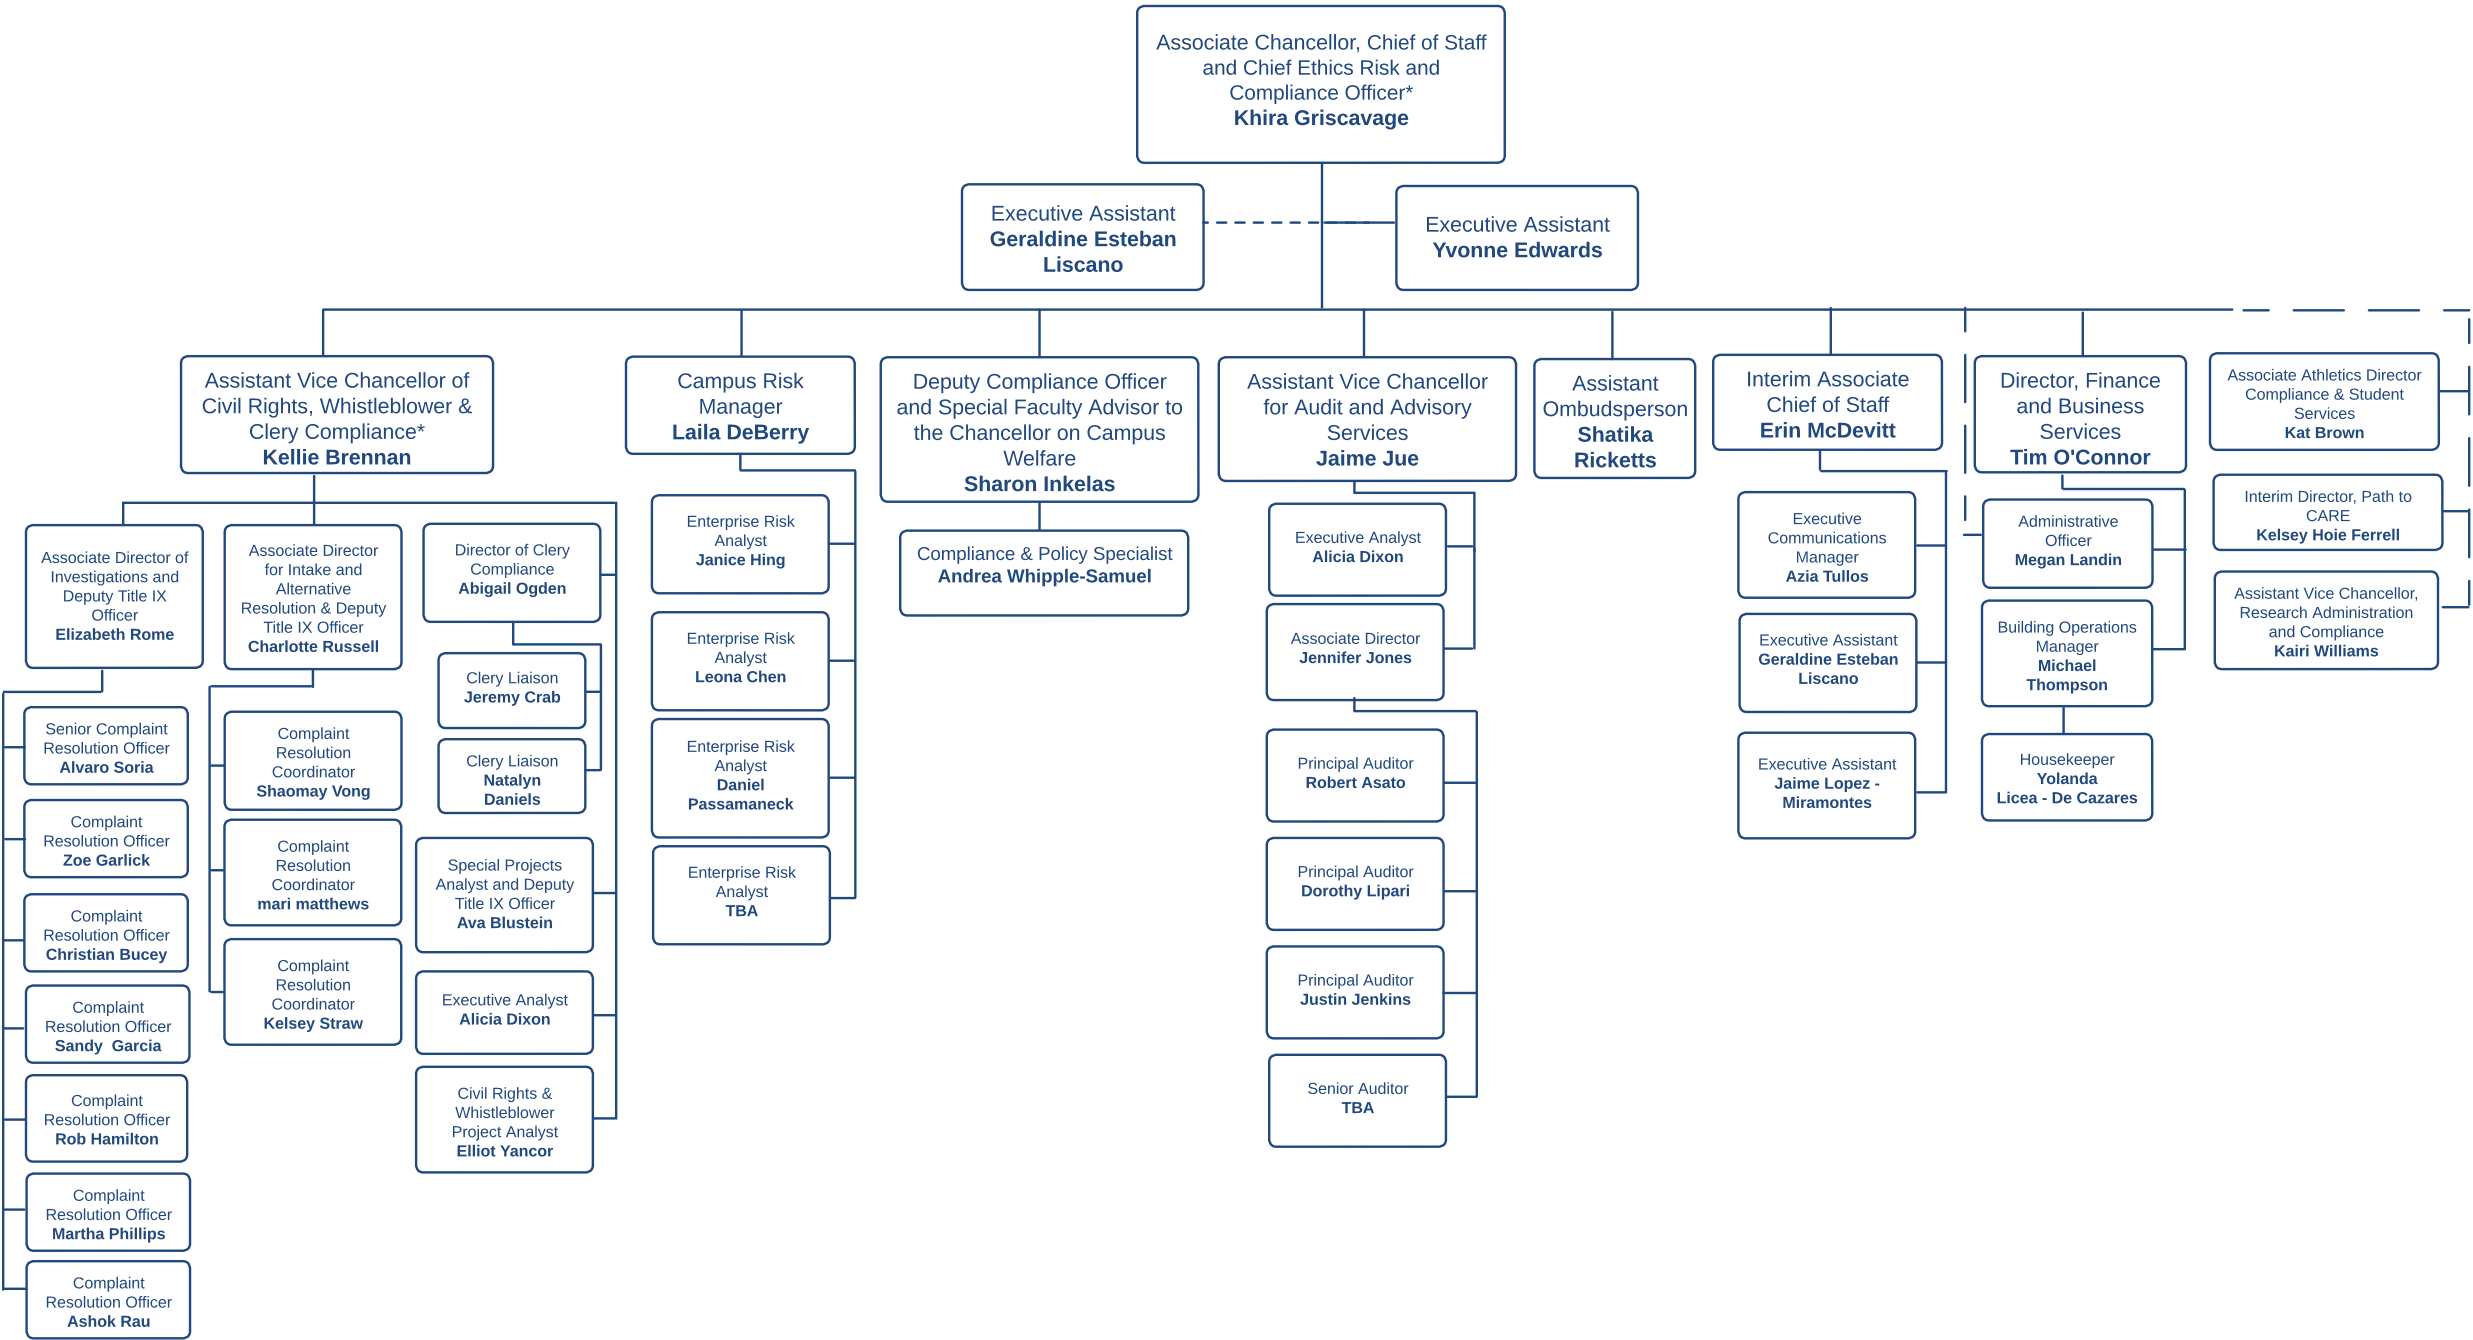 Associate Chancellor, Chief of Staff
and Chief Ethics Risk and
Compliance Officer*
Khira Griscavage
Executive Assistant
Geraldine Esteban
Liscano
Executive Assistant
Yvonne Edwards
Assistant Vice Chancellor of
Civil Rights, Whistleblower &
Clery Compliance*
Kellie Brennan
Associate Director of
Investigations and
Deputy Title IX
Officer
Elizabeth Rome
Senior Complaint
Resolution Officer
Alvaro Soria
Complaint
Resolution Officer
Zoe Garlick
Complaint
Resolution Officer
Christian Bucey
Complaint
Resolution Officer
Sandy  Garcia
Complaint
Resolution Officer
Rob Hamilton
Complaint
Resolution Officer
Martha Phillips
Complaint
Resolution Officer
Ashok Rau
Associate Director
for Intake and
Alternative
Resolution & Deputy
Title IX Officer
Charlotte Russell
Complaint
Resolution
Coordinator
Shaomay Vong
Complaint
Resolution
Coordinator
mari matthews
Complaint
Resolution
Coordinator
Kelsey Straw
Director of Clery
Compliance
Abigail Ogden
Clery Liaison
Jeremy Crab
Clery Liaison
Natalyn
Daniels
Special Projects
Analyst and Deputy
Title IX Officer
Ava Blustein
Executive Analyst
Alicia Dixon
Civil Rights &
Whistleblower
Project Analyst
Elliot Yancor
Campus Risk
Manager
Laila DeBerry
Enterprise Risk
Analyst
Janice Hing
Enterprise Risk
Analyst
Leona Chen
Enterprise Risk
Analyst
Daniel
Passamaneck
Enterprise Risk
Analyst
TBA
Deputy Compliance Officer
and Special Faculty Advisor to
the Chancellor on Campus
Welfare
Sharon Inkelas
Compliance & Policy Specialist
Andrea Whipple-Samuel
Assistant Vice Chancellor
for Audit and Advisory
Services
Jaime Jue
Executive Analyst
Alicia Dixon
Associate Director
Jennifer Jones
Principal Auditor
Robert Asato
Principal Auditor
Dorothy Lipari
Principal Auditor
Justin Jenkins
Senior Auditor
TBA
Assistant
Ombudsperson
Shatika
Ricketts
Interim Associate
Chief of Staff
Erin McDevitt
Executive
Communications
Manager
Azia Tullos
Executive Assistant
Geraldine Esteban
Liscano
Executive Assistant
Jaime Lopez -
Miramontes
Director, Finance
and Business
Services
Tim O'Connor
Administrative
Officer
Megan Landin
Building Operations
Manager
Michael
Thompson
Housekeeper
Yolanda
Licea - De Cazares
Associate Athletics Director
Compliance & Student
Services
Kat Brown
Interim Director, Path to
CARE
Kelsey Hoie Ferrell
Assistant Vice Chancellor,
Research Administration
and Compliance
Kairi Williams